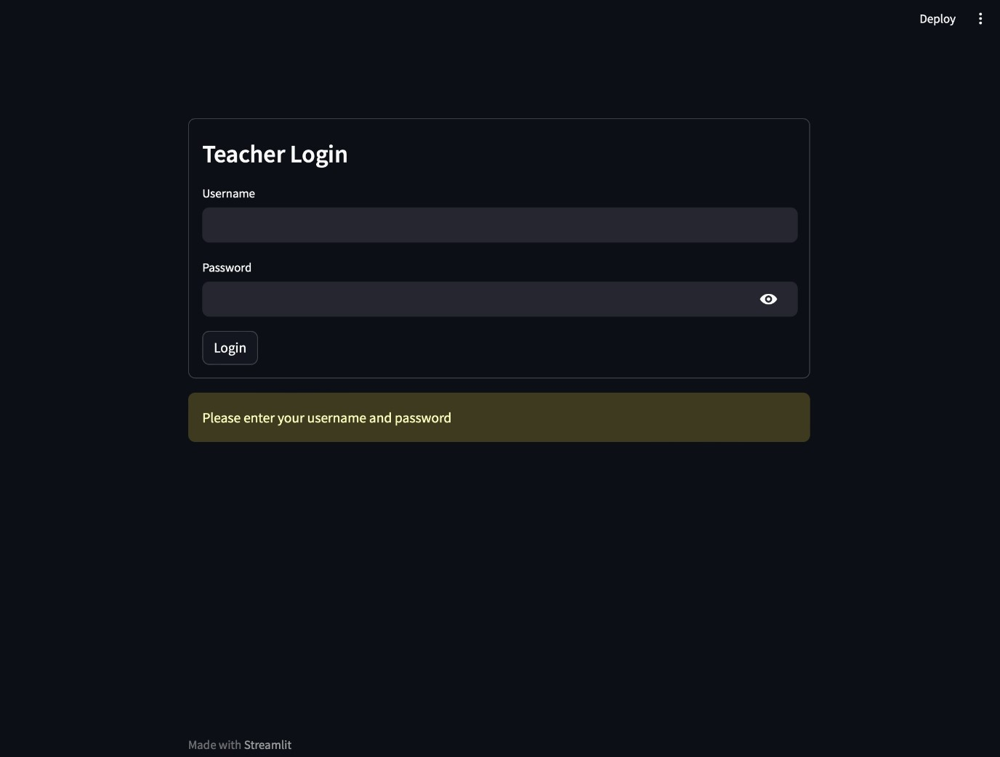 Deploy
Teacher Login
Username
Password
Login
Please enter your username and password
Made with Streamlit